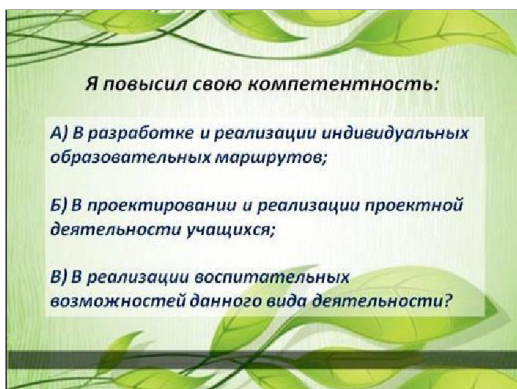 Я повысил свою компетентность:
А) В разработке и реализации индивидуальных
образовательных маршрутов;
Б) В проектировании и реализации проектной
деятельности учащихся;
В) В реализации воспитательных
возможностей данного вида деятельности?